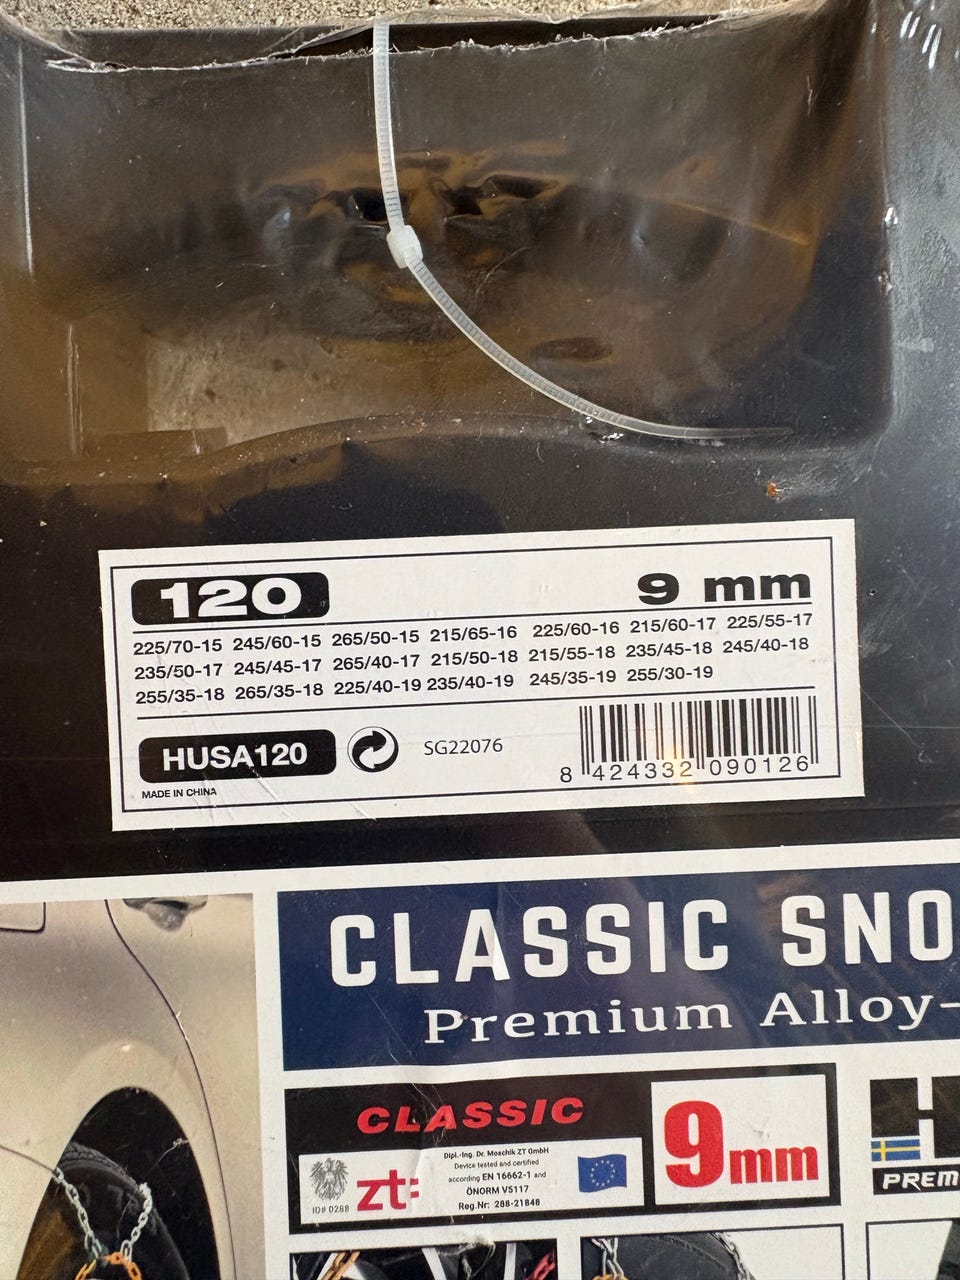 120
9 mm
225/70-15 245/60-15 265/50-15 215/65-16 225/60-16 215/60-17 225/55-17
235/50-17 245/45-17 265/40-17 215/50-18 215/55-18 235/45-18 245/40-18
255/35-18 265/35-18 225/40-19 235/40-19 245/35-19 255/30-19
HUSA120
SG22076
8 424332 090126
MADE IN CHINA
CLASSIC SNO
Premium Alloy-
CLASSIC
9mm
Dipl.-Ing. Dr. Moschik ZT GmbH
Device tested and certified
according EN 16662-1 and
ÖNORM V5117
Reg.Nr: 288-21848
ID# 0288
zt:
H
PREM